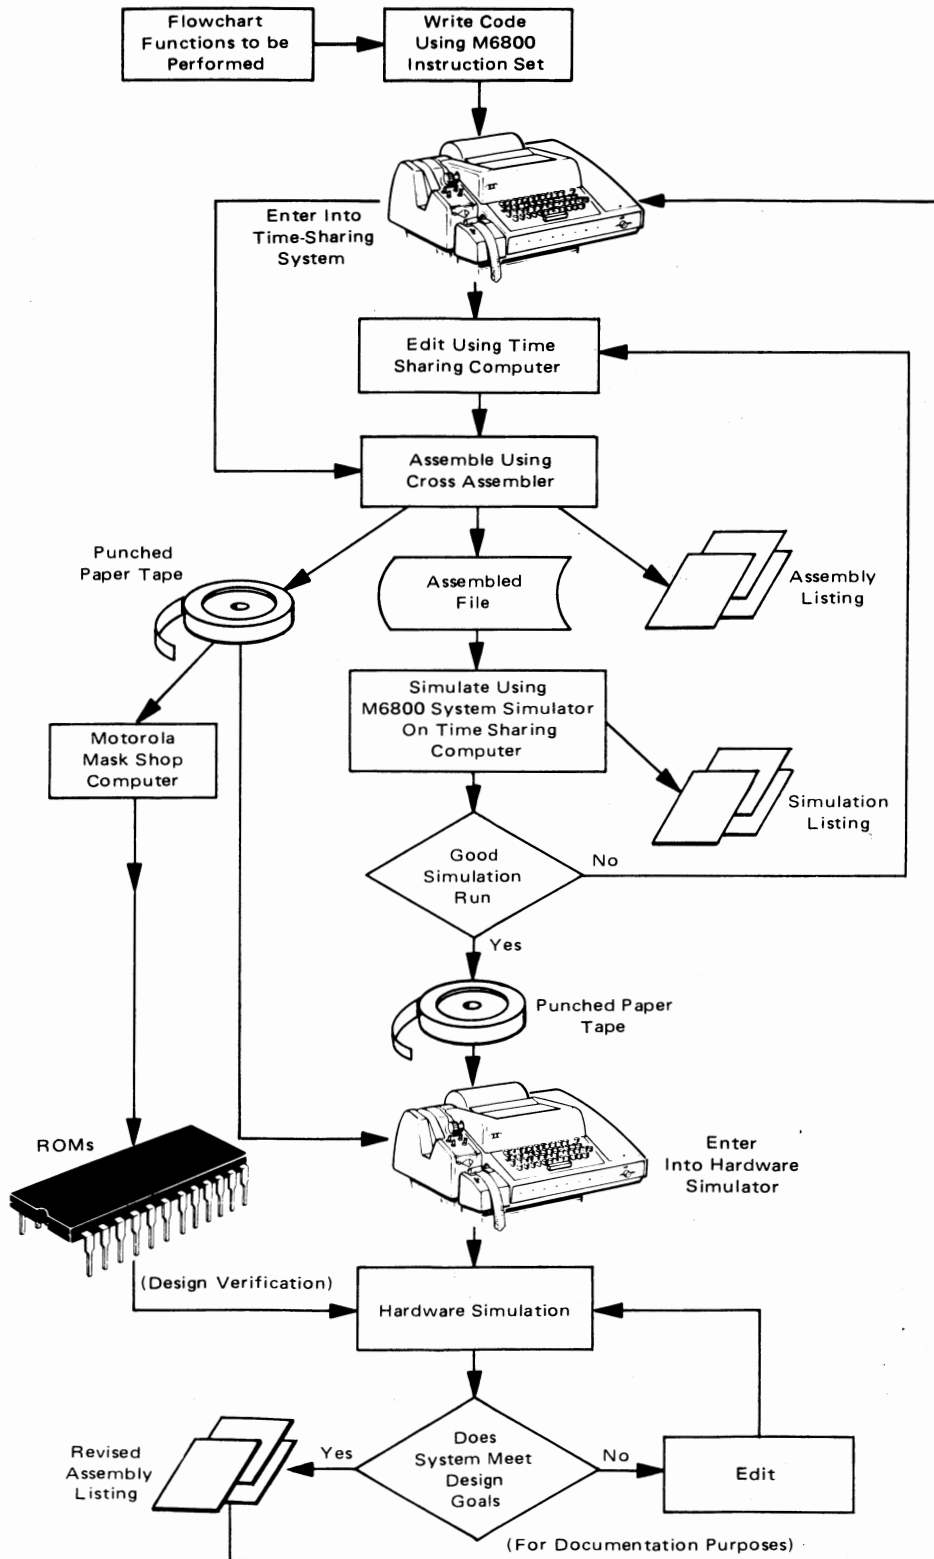 Flowchart
Functions to be
Performed
Write Code
Using M6800
Instruction Set
Enter Into
Time-Sharing
System
Edit Using Time
Sharing Computer
Assemble Using
Cross Assembler
Punched
Paper Tape
Assembled
File
Assembly
Listing
Simulate Using
M6800 System Simulator
On Time Sharing
Computer
Motorola
Mask Shop
Computer
Simulation
Listing
Good
Simulation
Run
No
Yes
Punched Paper
Tape
ROMs
Enter
Into Hardware
Simulator
(Design Verification)
Hardware Simulation
Revised
Assembly
Listing
Yes
Does
System Meet
Design
Goals
No
Edit
(For Documentation Purposes)